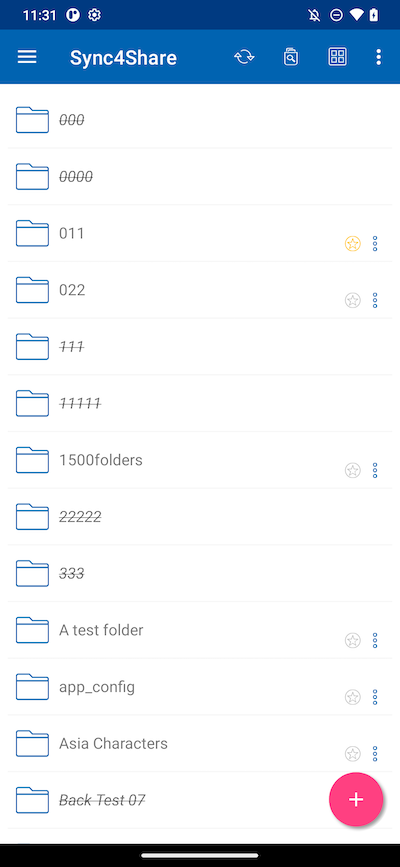 11:31
Sync4Share
000
0000
011
022
111
11111
1500folders
22222
333
A test folder
app_config
Asia Characters
Back Test 07